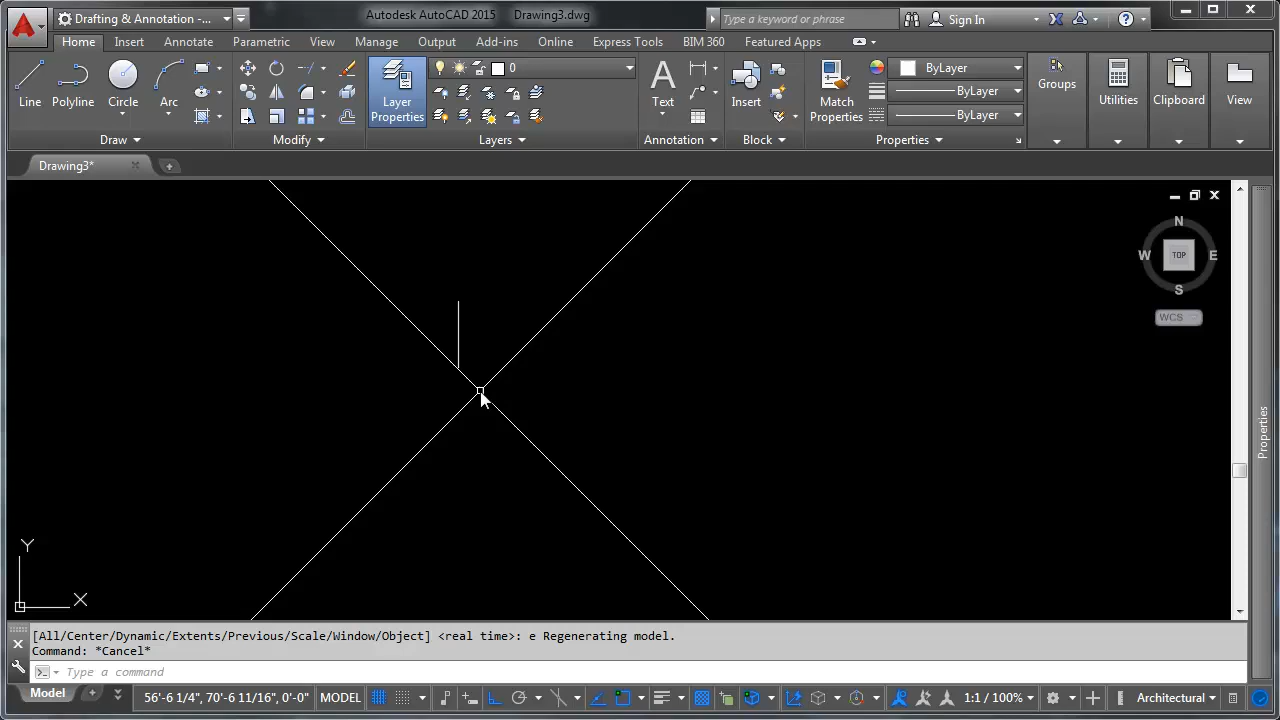 Drafting & Annotation -...
Autodesk AutoCAD 2015 Drawing3.dwg
Type a keyword or phrase
Sign In
Home Insert Annotate Parametric View Manage Output Add-ins Online Express Tools BIM 360 Featured Apps
Line
Polyline
Circle
Arc
Layer
Properties
0
Text
Insert
Match
Properties
ByLayer
ByLayer
ByLayer
Groups
Utilities
Clipboard
View
Draw
Modify
Layers
Annotation
Block
Properties
Drawing3*
N
W TOP E
S
WCS
Properties
Y
X
[All/Center/Dynamic/Extents/Previous/Scale/Window/Object] <real time>: e Regenerating model.
Command: *Cancel*
Type a command
Model
56'-6 1/4", 70'-6 11/16", 0'-0" MODEL
1:1 / 100%
Architectural